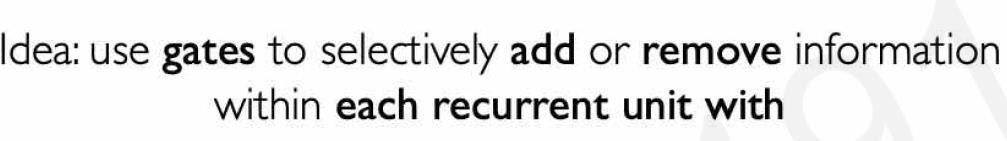 Idea: use gates to selectively add or remove information
within each recurrent unit with